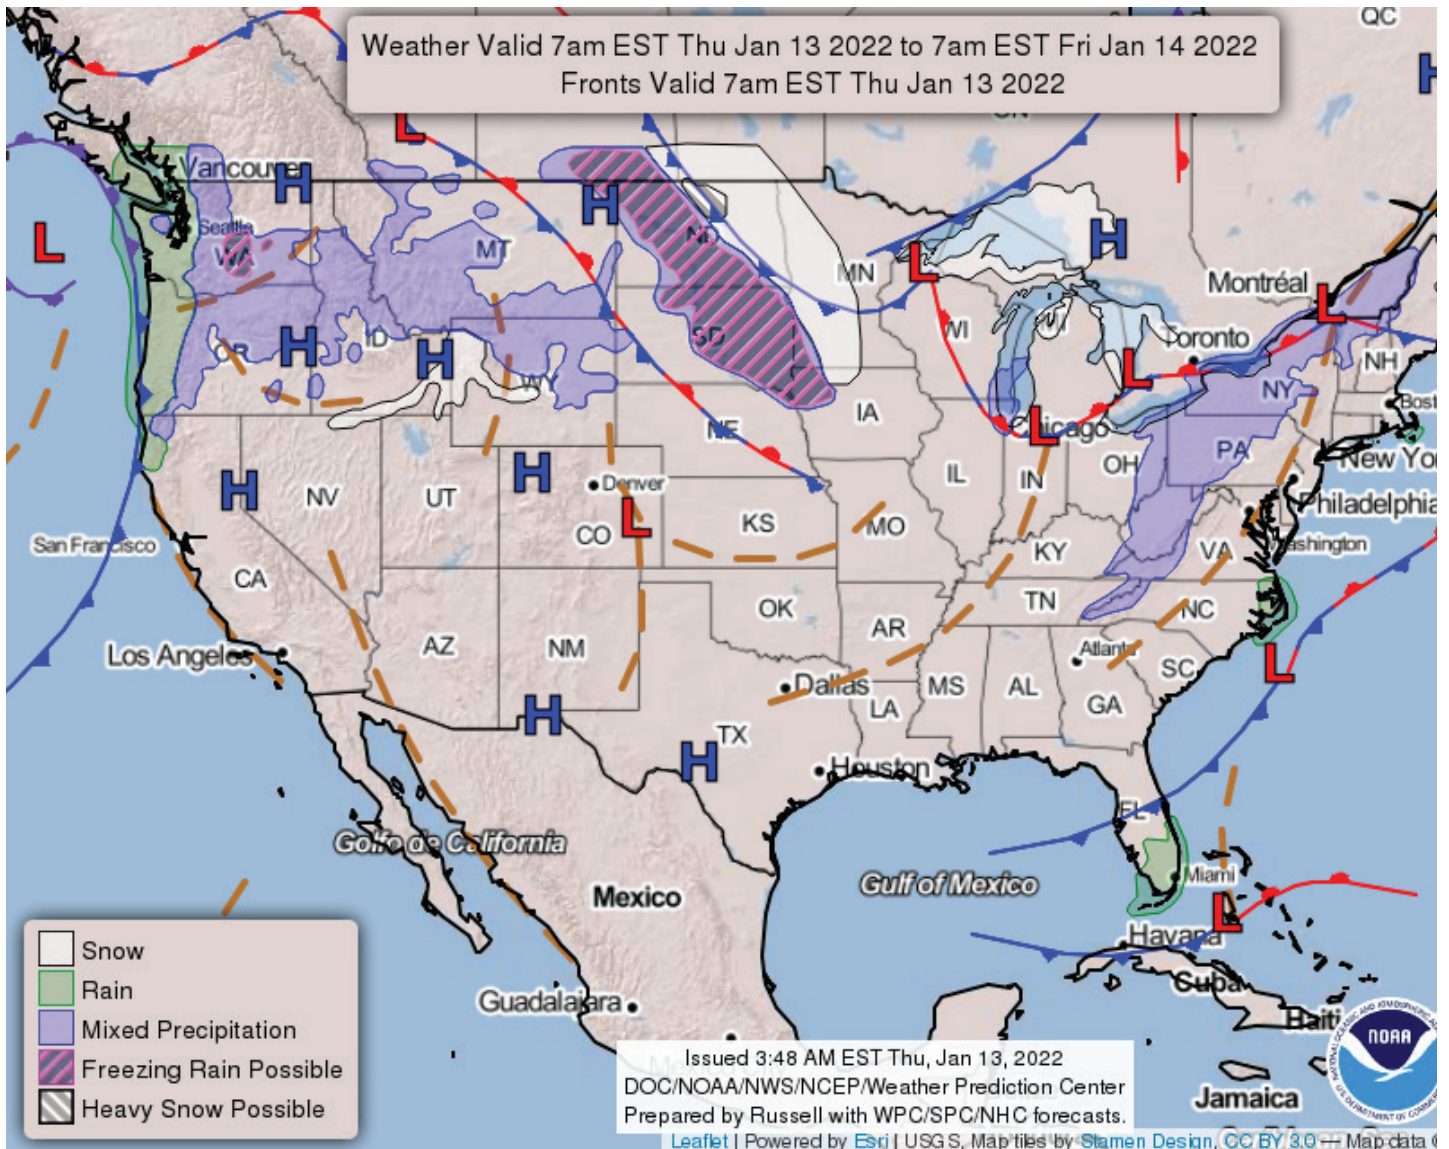 QC
Weather Valid 7am EST Thu Jan 13 2022 to 7am EST Fri Jan 14 2022
Fronts Valid 7am EST Thu Jan 13 2022
H
L
Vancouver
H
H
Seattle
WA
MT
ND
MN
L
H
L
Montréal
L
WI
MI
Toronto
L
NH
OR
H
ID
H
WY
SD
NY
Bost
IA
NE
Chicago
L
PA
New Yo
H
NV
UT
H
Denver
IL
IN
OH
Philadelphia
San Francisco
CO
L
KS
MO
KY
VA
Washington
CA
OK
TN
NC
Los Angeles
AZ
NM
AR
Atlanta
SC
L
Dallas
MS
AL
GA
LA
H
TX
H
Houston
FL
Golfo de California
Gulf of Mexico
Miami
Mexico
L
Havana
Cuba
Guadalajara
Haiti
Mexico City
Jamaica
Snow
Rain
Mixed Precipitation
Freezing Rain Possible
Heavy Snow Possible
Issued 3:48 AM EST Thu, Jan 13, 2022
DOC/NOAA/NWS/NCEP/Weather Prediction Center
Prepared by Russell with WPC/SPC/NHC forecasts.
NOAA
Leaflet | Powered by Esri | USGS, Map tiles by Stamen Design, CC BY 3.0 — Map data ©